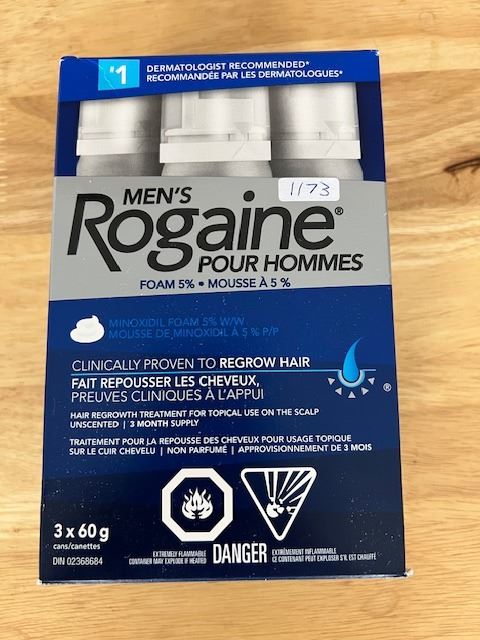 #1
DERMATOLOGIST RECOMMENDED*
RECOMMANDÉE PAR LES DERMATOLOGUES*
1173
MEN'S
Rogaine®
POUR HOMMES
FOAM 5% • MOUSSE À 5 %
MINOXIDIL FOAM 5% W/W
MOUSSE DE MINOXIDIL À 5 % P/P
CLINICALLY PROVEN TO REGROW HAIR
FAIT REPOUSSER LES CHEVEUX,
PREUVES CLINIQUES À L'APPUI
®
HAIR REGROWTH TREATMENT FOR TOPICAL USE ON THE SCALP
UNSCENTED | 3 MONTH SUPPLY
TRAITEMENT POUR LA REPOUSSE DES CHEVEUX POUR USAGE TOPIQUE
SUR LE CUIR CHEVELU | NON PARFUMÉ | APPROVISIONNEMENT DE 3 MOIS
3 x 60 g
cans/canettes
DIN 02368684
EXTREMELY FLAMMABLE
CONTAINER MAY EXPLODE IF HEATED
DANGER
EXTRÊMEMENT INFLAMMABLE
CE CONTENANT PEUT EXPLOSER S'IL EST CHAUFFÉ